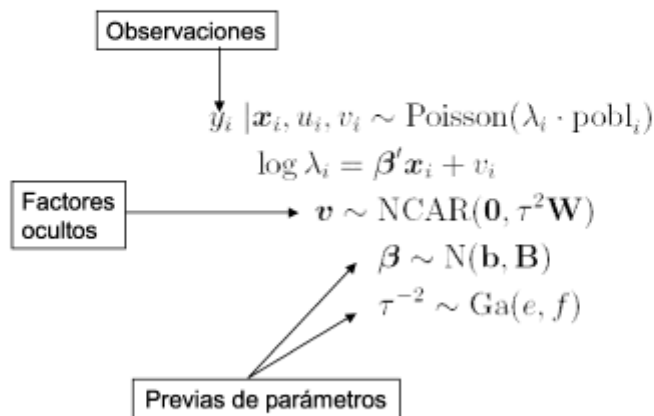 Observaciones
y_i | x_i, u_i, v_i ∼ Poisson(λ_i · pobl_i)
log λ_i = β′x_i + v_i
Factores
ocultos
v ∼ NCAR(0, τ²W)
β ∼ N(b, B)
τ⁻² ∼ Ga(e, f)
Previas de parámetros